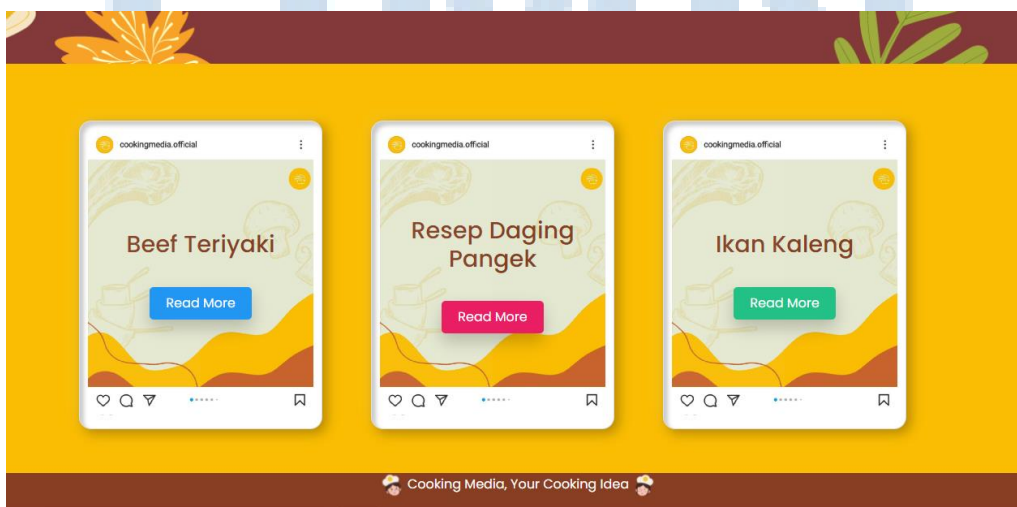 cookingmedia.official
Beef Teriyaki
Read More
cookingmedia.official
Resep Daging
Pangek
Read More
cookingmedia.official
Ikan Kaleng
Read More
Cooking Media, Your Cooking Idea